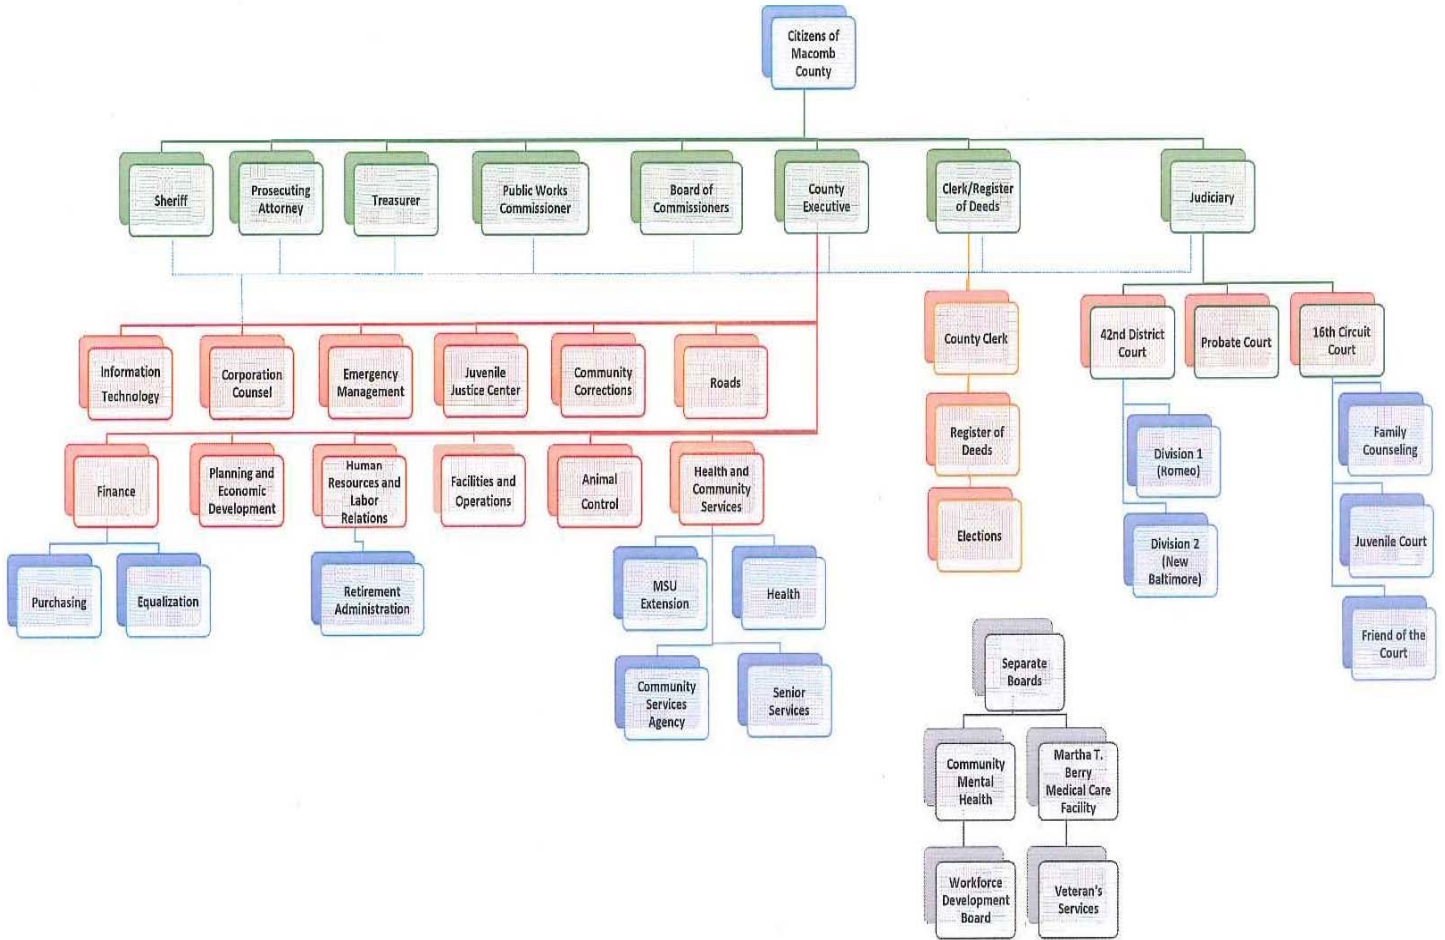 Citizens of
Macomb
County
Sheriff
Prosecuting
Attorney
Treasurer
Public Works
Commissioner
Board of
Commissioners
County
Executive
Clerk/Register
of Deeds
Judiciary
Information
Technology
Corporation
Counsel
Emergency
Management
Juvenile
Justice Center
Community
Corrections
Roads
County Clerk
42nd District
Court
Probate Court
16th Circuit
Court
Finance
Planning and
Economic
Development
Human
Resources and
Labor
Relations
Facilities and
Operations
Animal
Control
Health and
Community
Services
Register of
Deeds
Division 1
(Romeo)
Family
Counseling
Purchasing
Equalization
Retirement
Administration
MSU
Extension
Health
Elections
Division 2
(New
Baltimore)
Juvenile Court
Community
Services
Agency
Senior
Services
Friend of the
Court
Separate
Boards
Community
Mental
Health
Martha T.
Berry
Medical Care
Facility
Workforce
Development
Board
Veteran's
Services